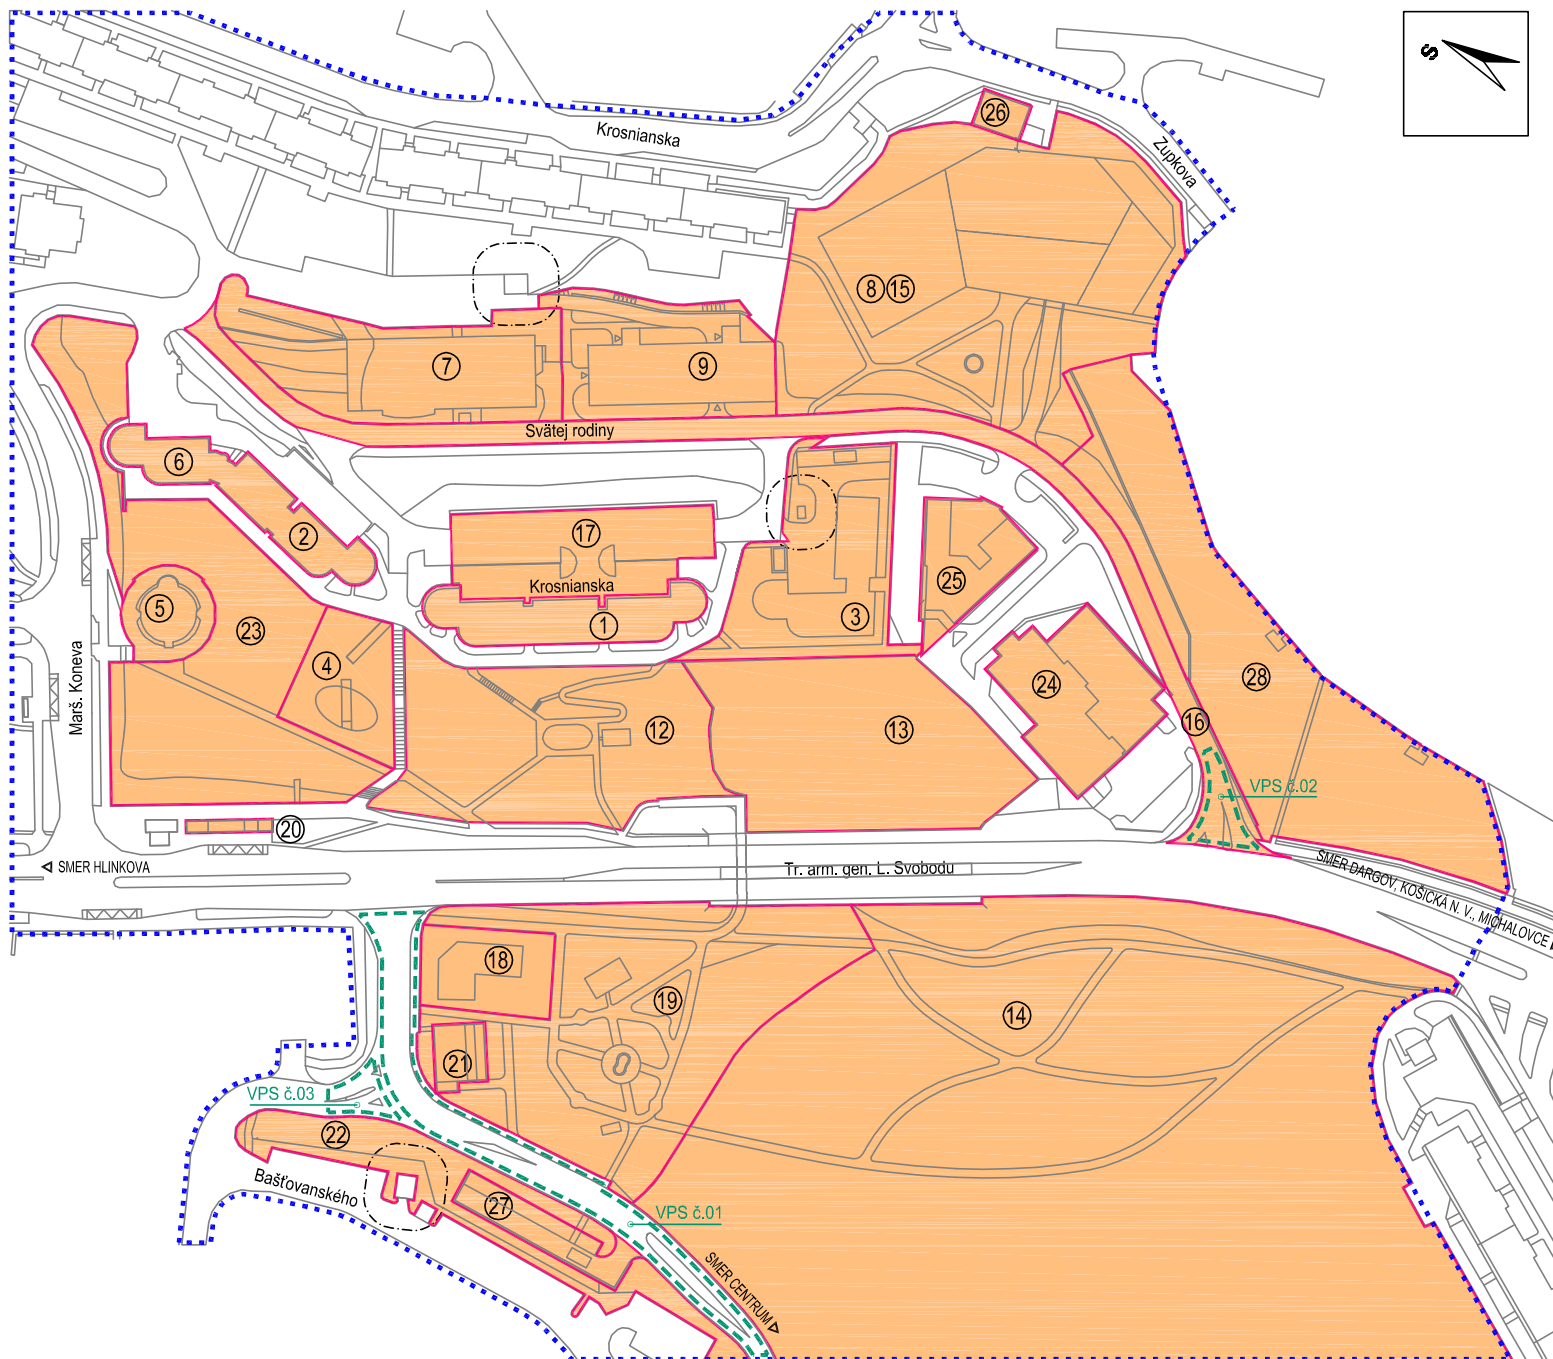 S
Krosnianska
26
Zupkova
8 15
7
9
Svätej rodiny
6
2
17
Krosnianska
1
3
25
5
23
4
Marš. Koneva
12
13
24
28
16
VPS č.02
20
SMER HLINKOVA
Tr. arm. gen. L. Svobodu
SMER DARGOV, KOŠICKÁ N. V., MICHALOVCE
18
19
14
21
VPS č.03
22
Bašťovanského
27
VPS č.01
SMER CENTRUM